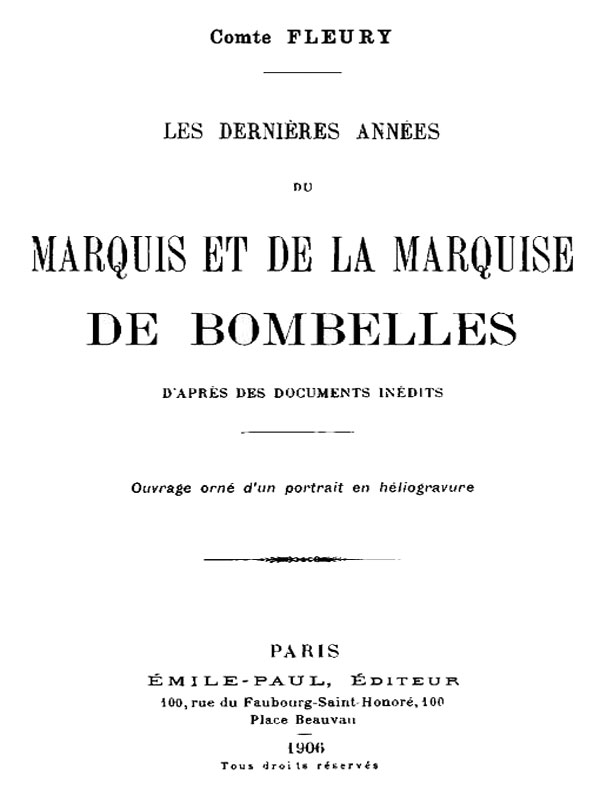 Comte FLEURY
LES DERNIÈRES ANNÉES
DU
MARQUIS ET DE LA MARQUISE
DE BOMBELLES
D'APRÈS DES DOCUMENTS INÉDITS
Ouvrage orné d'un portrait en héliogravure
PARIS
ÉMILE-PAUL, ÉDITEUR
100, rue du Faubourg-Saint-Honoré, 100
Place Beauvau
1906
Tous droits réservés